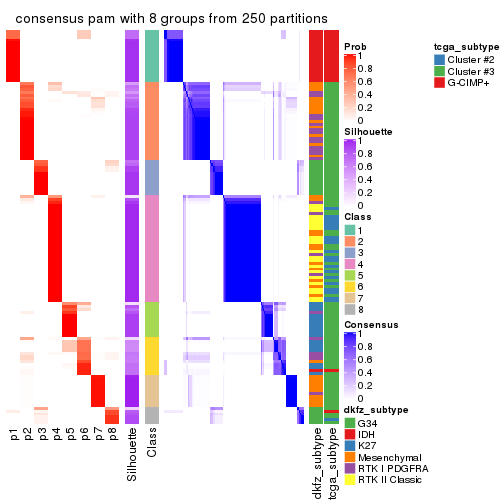 consensus pam with 8 groups from 250 partitions
Prob
1
0.8
0.6
0.4
0.2
0
Silhouette
1
0.8
0.6
0.4
0.2
0
Class
1
2
3
4
5
6
7
8
Consensus
1
0.8
0.6
0.4
0.2
0
dkfz_subtype
G34
IDH
K27
Mesenchymal
RTK I PDGFRA
RTK II Classic
tcga_subtype
Cluster #2
Cluster #3
G-CIMP+
p1
p2
p3
p4
p5
p6
p7
p8
Silhouette
Class
dkfz_subtype
tcga_subtype